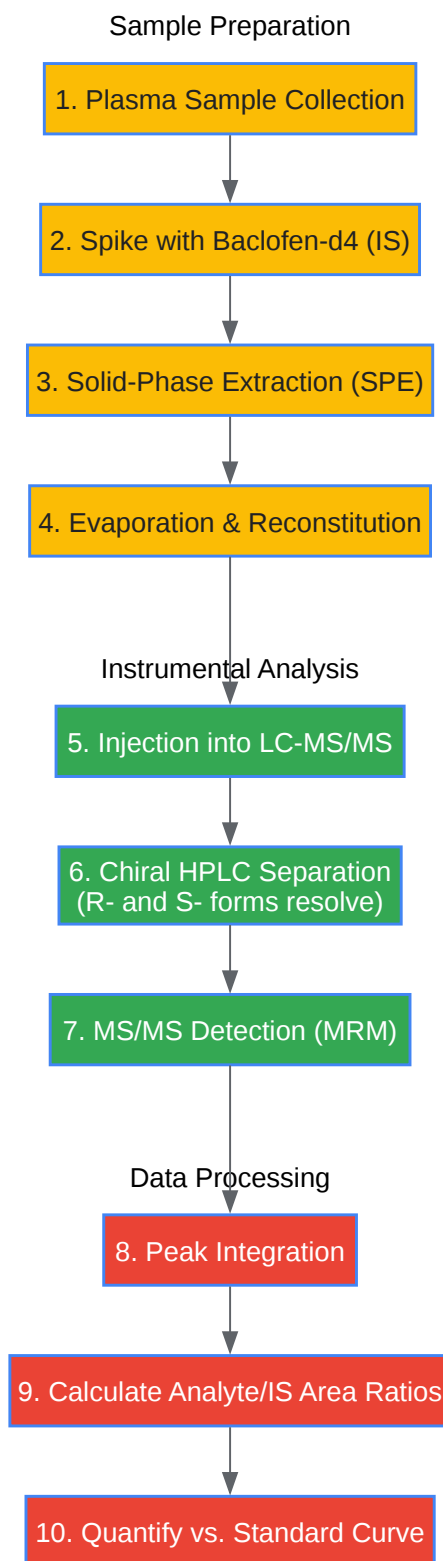 Sample Preparation
1. Plasma Sample Collection
2. Spike with Baclofen-d4 (IS)
3. Solid-Phase Extraction (SPE)
4. Evaporation & Reconstitution
Instrumental Analysis
5. Injection into LC-MS/MS
6. Chiral HPLC Separation
(R- and S- forms resolve)
7. MS/MS Detection (MRM)
Data Processing
8. Peak Integration
9. Calculate Analyte/IS Area Ratios
10. Quantify vs. Standard Curve